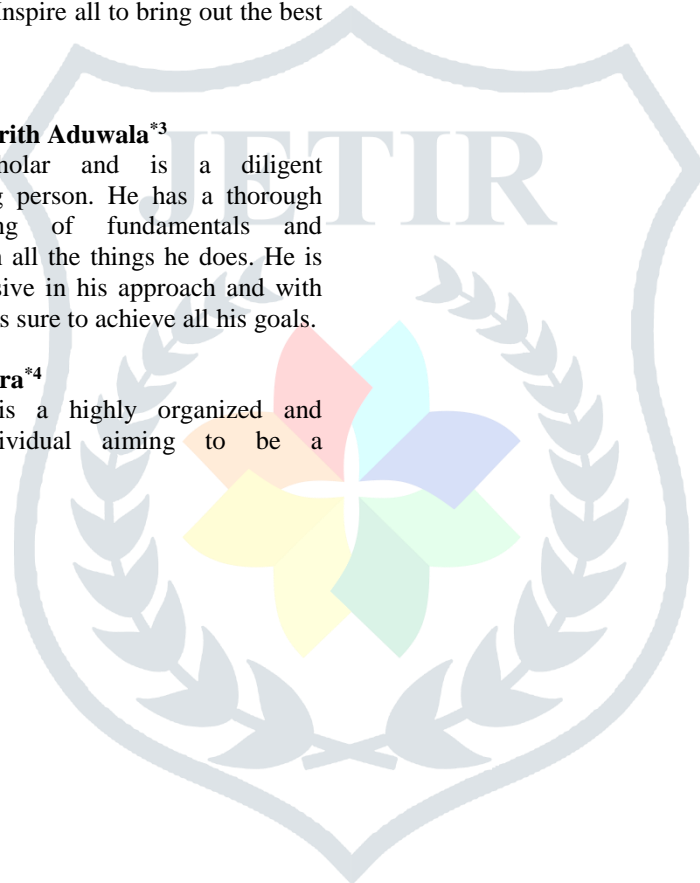 Inspire all to bring out the best
rith Aduwala*3
JETIR
holar and is a diligent
g person. He has a thorough
ng of fundamentals and
n all the things he does. He is
sive in his approach and with
s sure to achieve all his goals.
ra*4
is a highly organized and
ividual aiming to be a